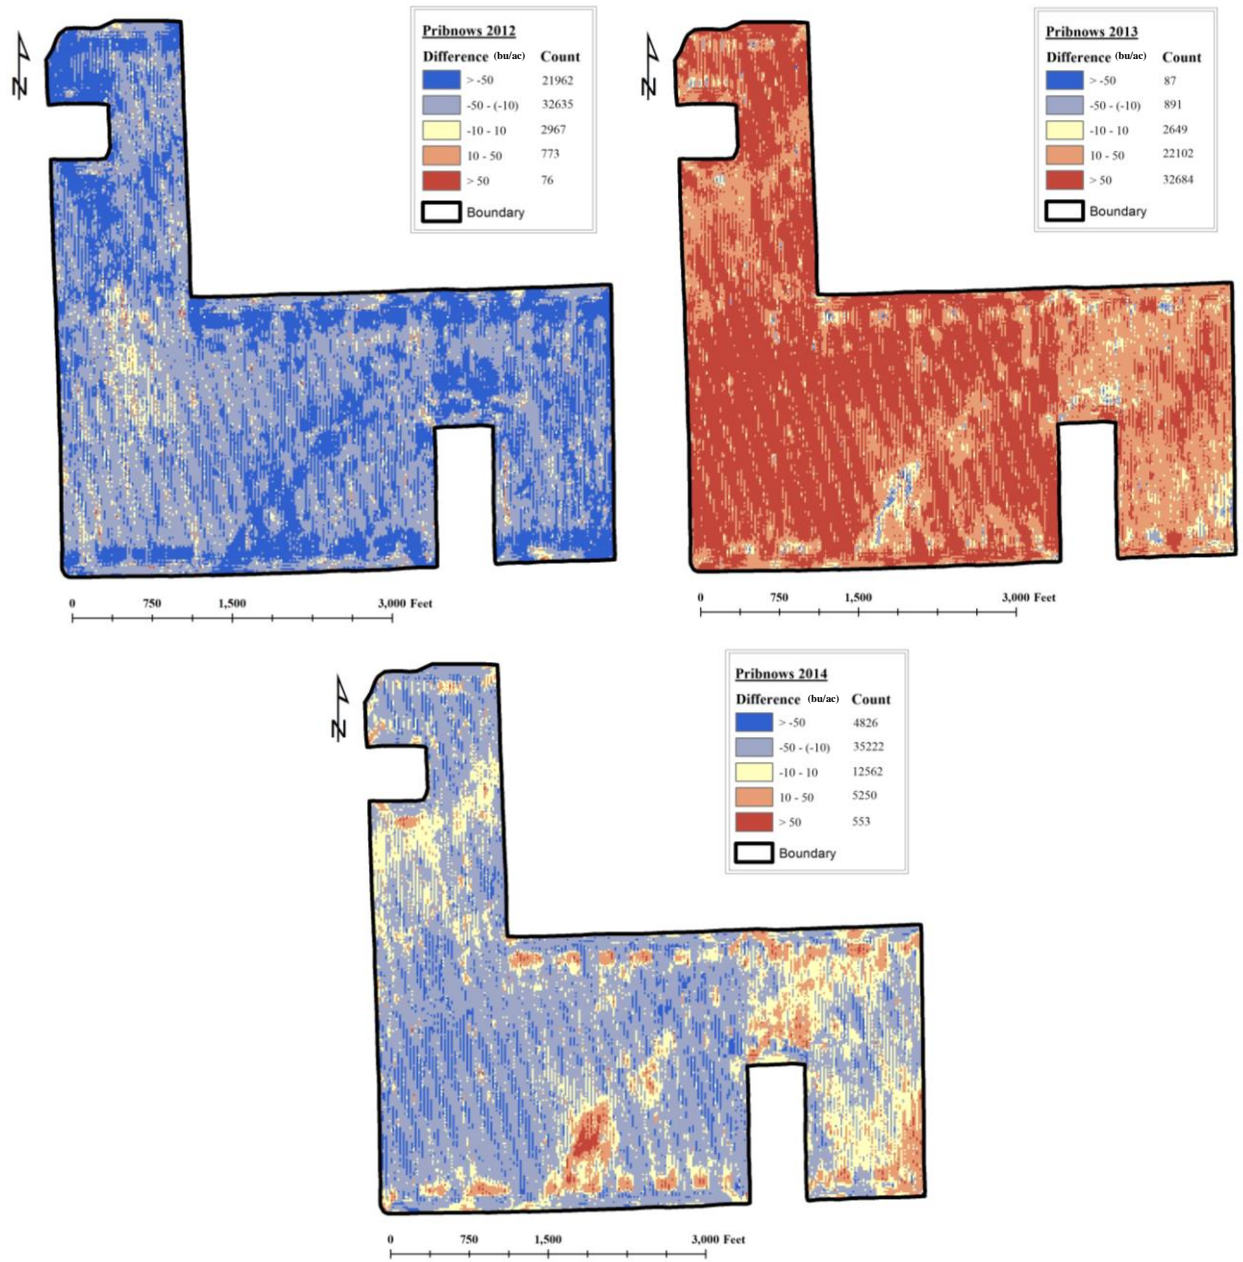 Pribnows 2012
Difference (bu/ac) Count
> -50 21962
-50 - (-10) 32635
-10 - 10 2967
10 - 50 773
> 50 76
Boundary
N
0 750 1,500 3,000 Feet
Pribnows 2013
Difference (bu/ac) Count
> -50 87
-50 - (-10) 891
-10 - 10 2649
10 - 50 22102
> 50 32684
Boundary
N
0 750 1,500 3,000 Feet
Pribnows 2014
Difference (bu/ac) Count
> -50 4826
-50 - (-10) 35222
-10 - 10 12562
10 - 50 5250
> 50 553
Boundary
N
0 750 1,500 3,000 Feet